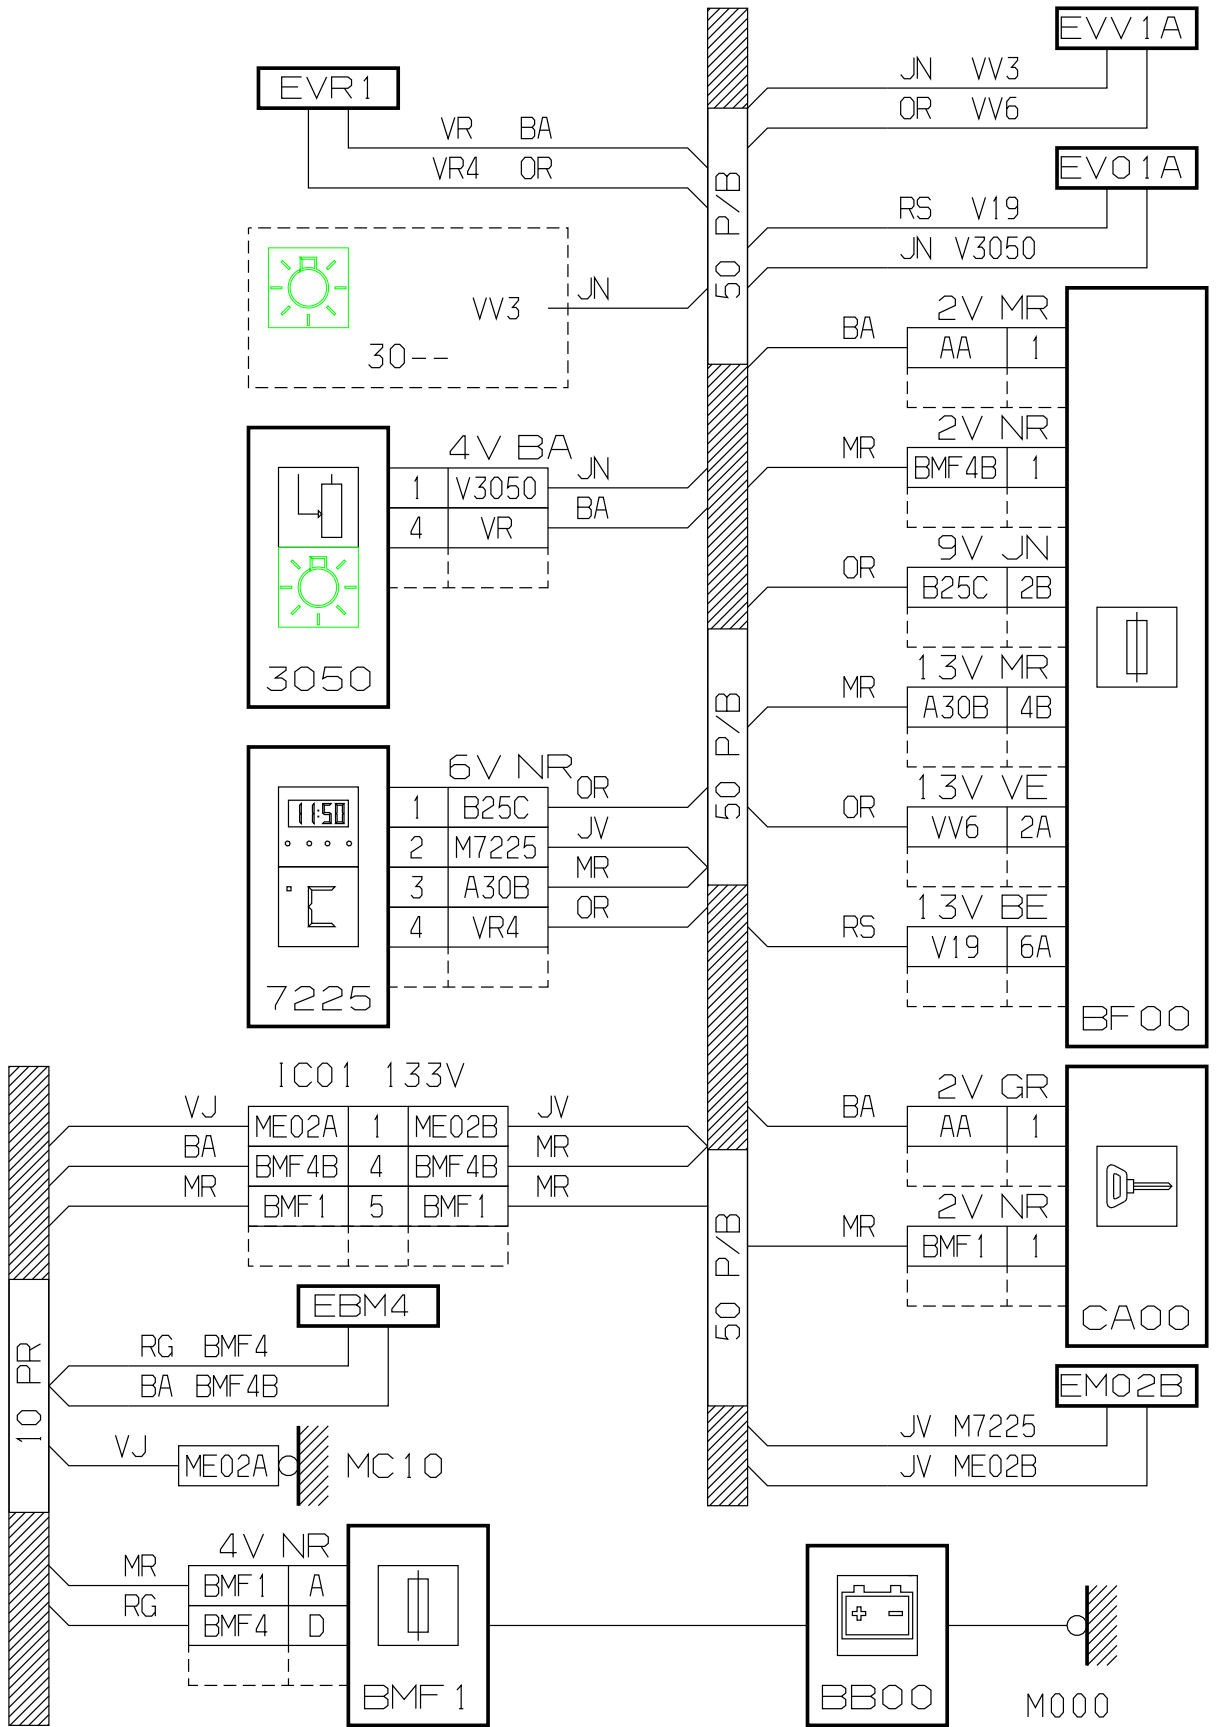 EVV1A
JN VV3
OR VV6
EVR1
VR BA
VR4 OR
50 P/B
EV01A
RS V19
JN V3050
VV3 JN
30--
BF00
2V MR
BA AA 1
2V NR
MR BMF4B 1
9V JN
OR B25C 2B
13V MR
MR A30B 4B
13V VE
OR VV6 2A
13V BE
RS V19 6A
3050
4V BA
1 V3050 JN
4 VR BA
50 P/B
7225
11:50
°C
6V NR
1 B25C OR
2 M7225 JV
3 A30B MR
4 VR4 OR
IC01 133V
VJ ME02A 1 ME02B JV
BA BMF4B 4 BMF4B MR
MR BMF1 5 BMF1 MR
2V GR
BA AA 1
2V NR
MR BMF1 1
CA00
50 P/B
EBM4
RG BMF4
BA BMF4B
10 PR
VJ ME02A MC10
EM02B
JV M7225
JV ME02B
4V NR
MR BMF1 A
RG BMF4 D
BMF1
+ -
BB00
M000